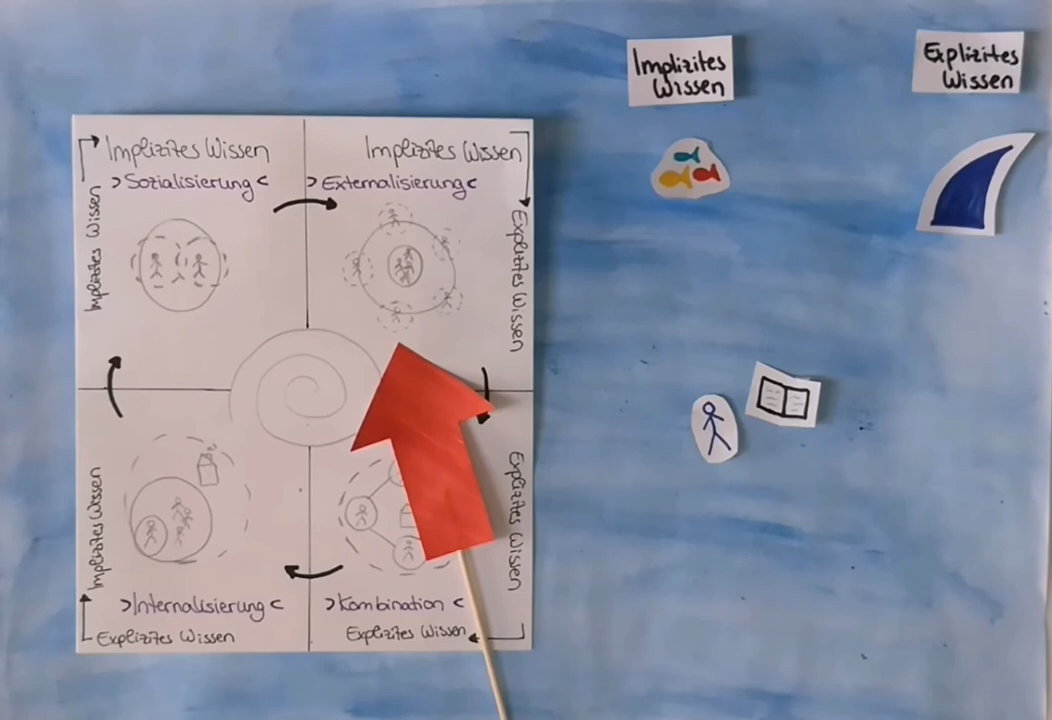 Implizites
Wissen
Explizites
Wissen
Implizites Wissen
>Sozialisierung<
Implizites Wissen
Implizites Wissen
>Externalisierung<
Explizites Wissen
Implizites Wissen
>Internalisierung<
Explizites Wissen
Explizites Wissen
>Kombination<
Explizites Wissen